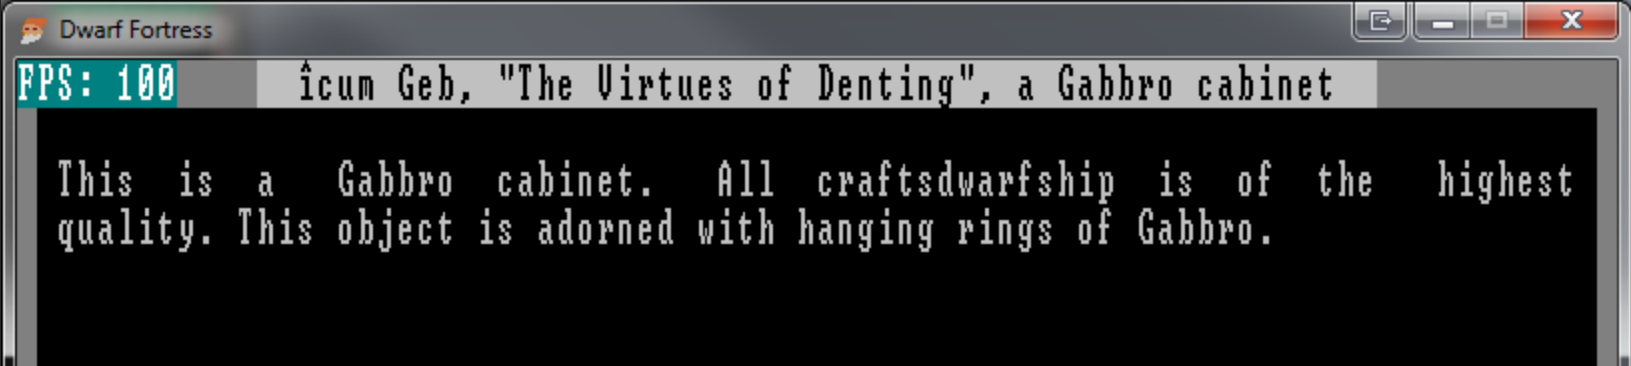 Dwarf Fortress
FPS: 100 îcum Geb, "The Virtues of Denting", a Gabbro cabinet
This is a Gabbro cabinet. All craftsdwarfship is of the highest
quality. This object is adorned with hanging rings of Gabbro.